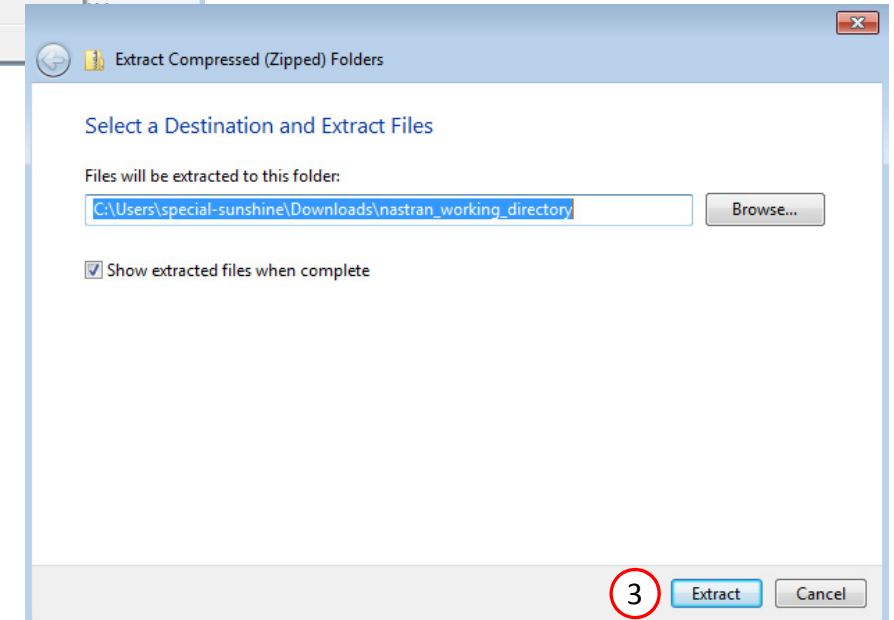 Extract Compressed (Zipped) Folders
Select a Destination and Extract Files
Files will be extracted to this folder:
C:\Users\special-sunshine\Downloads\nastran_working_directory
Browse...
Show extracted files when complete
3
Extract
Cancel